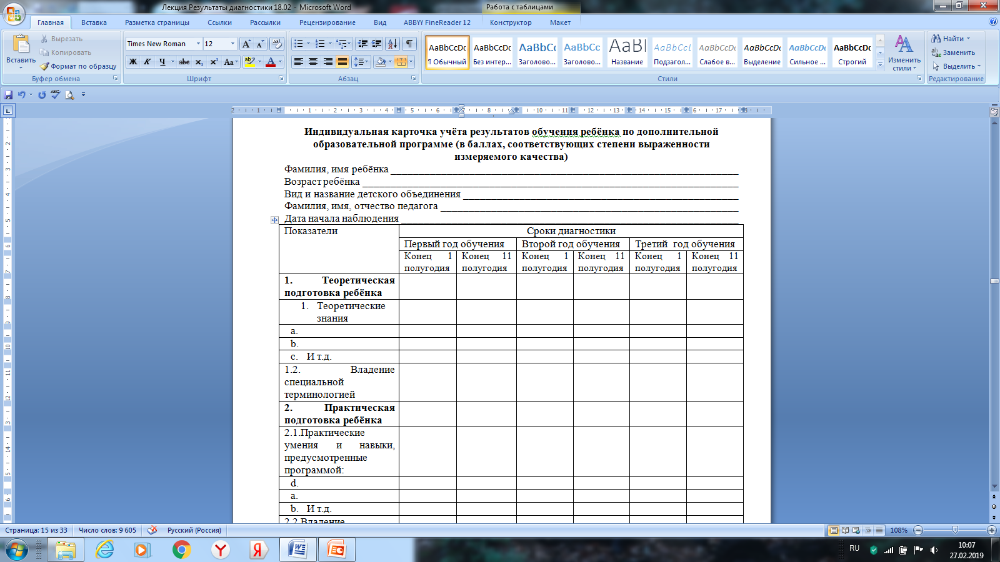 Лекция Результаты диагностики 18.02 - Microsoft Word
Работа с таблицами
Главная Вставка Разметка страницы Ссылки Рассылки Рецензирование Вид ABBYY FineReader 12 Конструктор Макет
Вставить
Вырезать
Копировать
Формат по образцу
Буфер обмена
Times New Roman 12
Ж К Ч abc x₂ x² Aa
Шрифт
Абзац
AaBbCcDc AaBbCcDc AaBbCc AaBbCc AaBl AaBbCcL AaBbCcDc AaBbCcDc AaBbCcDc AaBbCcDc
¶ Обычный Без интер... Заголово... Заголово... Название Подзагол... Слабое в... Выделение Сильное ... Строгий
Стили
Изменить стили
Найти
Заменить
Выделить
Редактирование
Индивидуальная карточка учёта результатов обучения ребёнка по дополнительной
образовательной программе (в баллах, соответствующих степени выраженности
измеряемого качества)
Фамилия, имя ребёнка
Возраст ребёнка
Вид и название детского объединения
Фамилия, имя, отчество педагога
Дата начала наблюдения
Показатели Сроки диагностики
Первый год обучения Второй год обучения Третий год обучения
Конец 1 Конец 11 Конец 1 Конец 11 Конец 1 Конец 11
полугодия полугодия полугодия полугодия полугодия полугодия
1. Теоретическая
подготовка ребёнка
1. Теоретические
знания
a.
b.
c. И т.д.
1.2. Владение
специальной
терминологией
2. Практическая
подготовка ребёнка
2.1.Практические
умения и навыки,
предусмотренные
программой:
d.
a.
b. И т.д.
2.2.Владение
Страница: 15 из 33 Число слов: 9 605 Русский (Россия) 108%
RU
10:07
27.02.2019